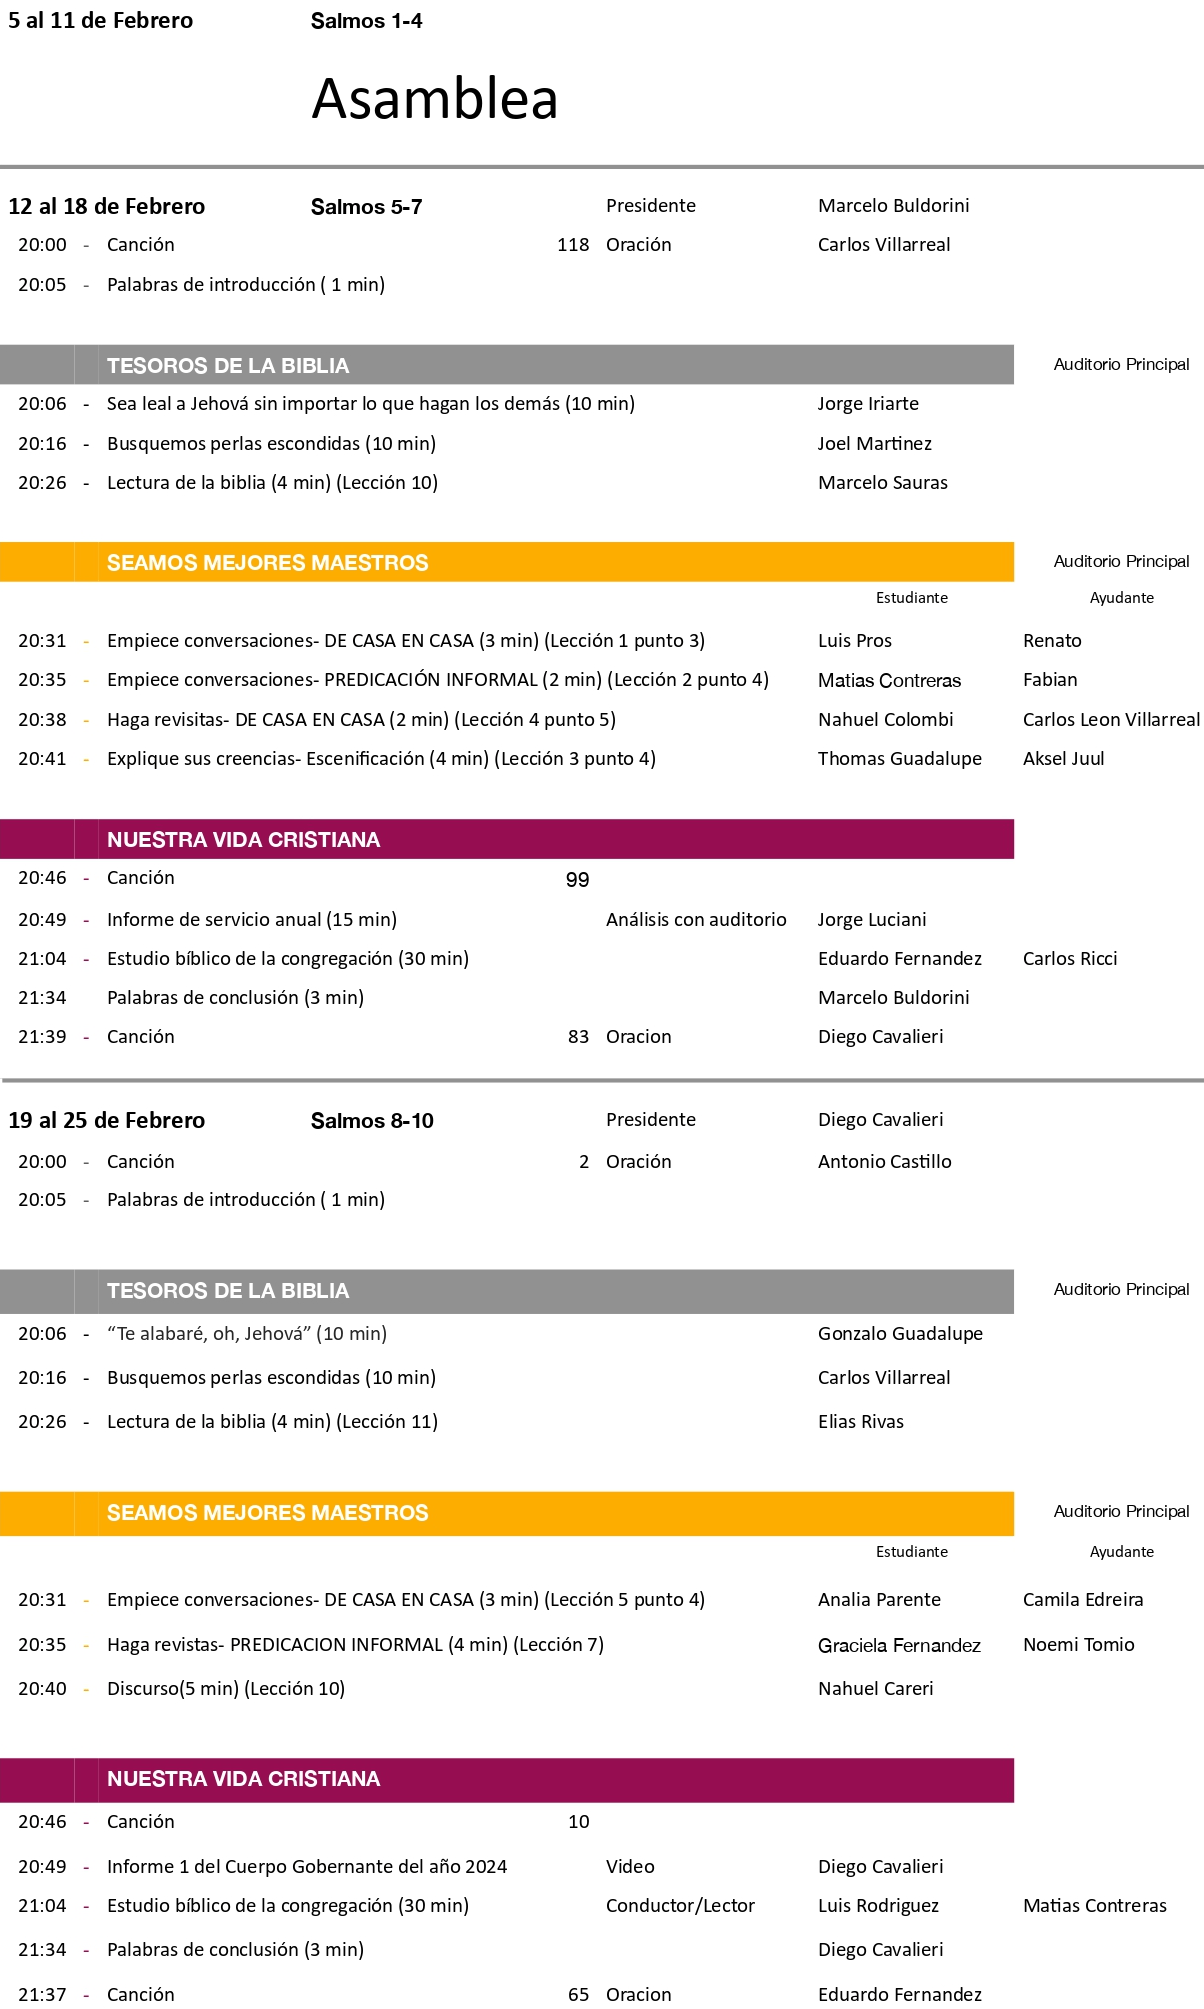 5 al 11 de Febrero Salmos 1-4
Asamblea
12 al 18 de Febrero Salmos 5-7 Presidente Marcelo Buldorini
20:00 - Canción 118 Oración Carlos Villarreal
20:05 - Palabras de introducción ( 1 min)
TESOROS DE LA BIBLIA Auditorio Principal
20:06 - Sea leal a Jehová sin importar lo que hagan los demás (10 min) Jorge Iriarte
20:16 - Busquemos perlas escondidas (10 min) Joel Martinez
20:26 - Lectura de la biblia (4 min) (Lección 10) Marcelo Sauras
SEAMOS MEJORES MAESTROS Auditorio Principal
Estudiante Ayudante
20:31 - Empiece conversaciones- DE CASA EN CASA (3 min) (Lección 1 punto 3) Luis Pros Renato
20:35 - Empiece conversaciones- PREDICACIÓN INFORMAL (2 min) (Lección 2 punto 4) Matias Contreras Fabian
20:38 - Haga revisitas- DE CASA EN CASA (2 min) (Lección 4 punto 5) Nahuel Colombi Carlos Leon Villarreal
20:41 - Explique sus creencias- Escenificación (4 min) (Lección 3 punto 4) Thomas Guadalupe Aksel Juul
NUESTRA VIDA CRISTIANA
20:46 - Canción 99
20:49 - Informe de servicio anual (15 min) Análisis con auditorio Jorge Luciani
21:04 - Estudio bíblico de la congregación (30 min) Eduardo Fernandez Carlos Ricci
21:34 Palabras de conclusión (3 min) Marcelo Buldorini
21:39 - Canción 83 Oracion Diego Cavalieri
19 al 25 de Febrero Salmos 8-10 Presidente Diego Cavalieri
20:00 - Canción 2 Oración Antonio Castillo
20:05 - Palabras de introducción ( 1 min)
TESOROS DE LA BIBLIA Auditorio Principal
20:06 - “Te alabaré, oh, Jehová” (10 min) Gonzalo Guadalupe
20:16 - Busquemos perlas escondidas (10 min) Carlos Villarreal
20:26 - Lectura de la biblia (4 min) (Lección 11) Elias Rivas
SEAMOS MEJORES MAESTROS Auditorio Principal
Estudiante Ayudante
20:31 - Empiece conversaciones- DE CASA EN CASA (3 min) (Lección 5 punto 4) Analia Parente Camila Edreira
20:35 - Haga revistas- PREDICACION INFORMAL (4 min) (Lección 7) Graciela Fernandez Noemi Tomio
20:40 - Discurso(5 min) (Lección 10) Nahuel Careri
NUESTRA VIDA CRISTIANA
20:46 - Canción 10
20:49 - Informe 1 del Cuerpo Gobernante del año 2024 Video Diego Cavalieri
21:04 - Estudio bíblico de la congregación (30 min) Conductor/Lector Luis Rodriguez Matias Contreras
21:34 - Palabras de conclusión (3 min) Diego Cavalieri
21:37 - Canción 65 Oracion Eduardo Fernandez